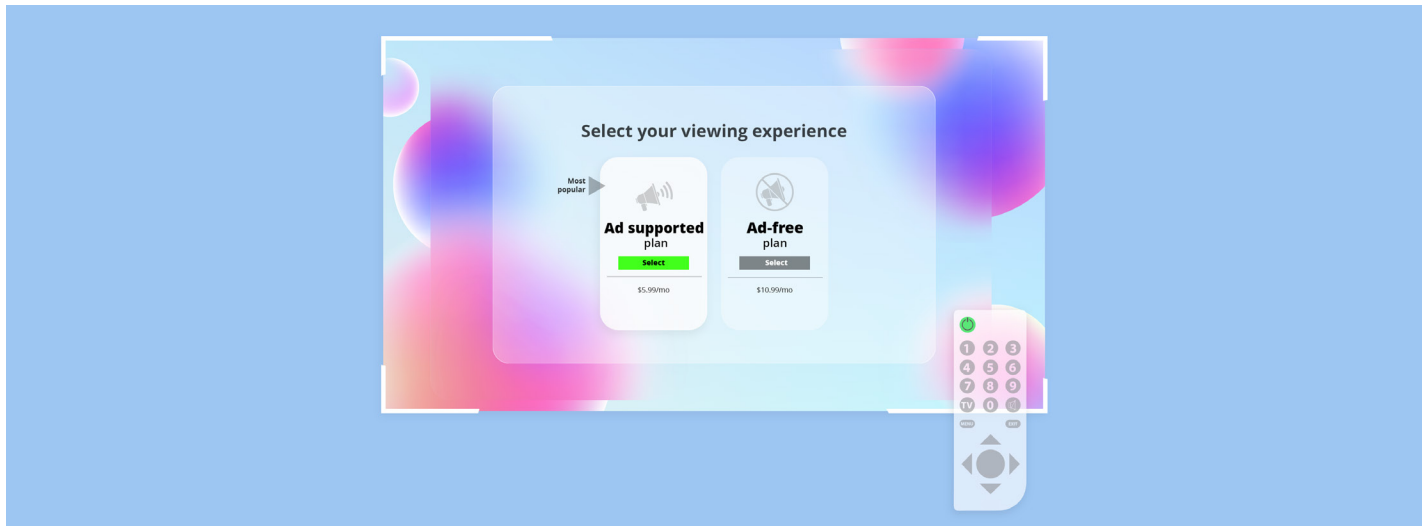 Select your viewing experience
Most
popular
Ad supported
plan
Select
$5.99/mo
Ad-free
plan
Select
$10.99/mo
1 2 3
4 5 6
7 8 9
TV 0
MENU